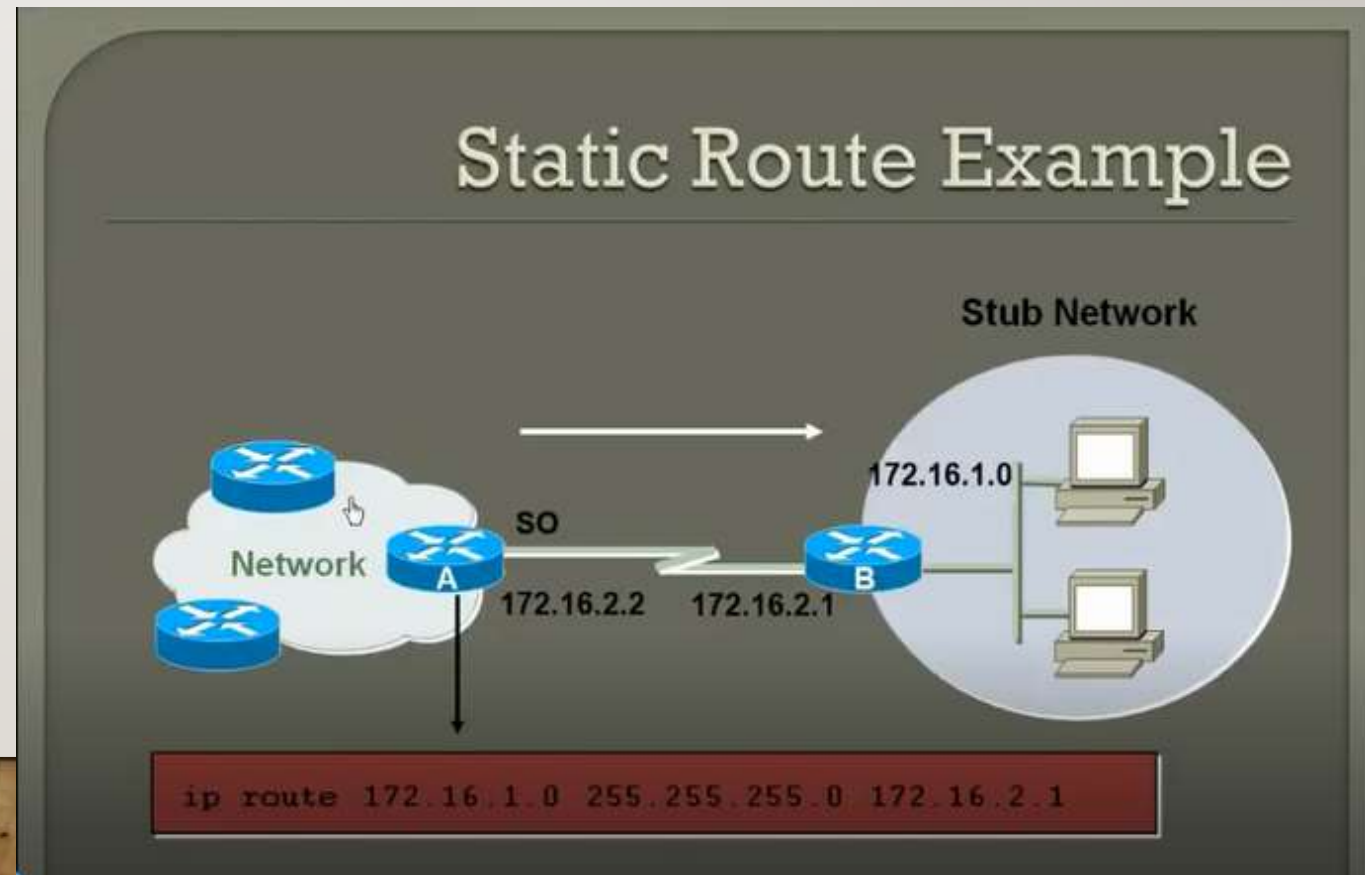 Static Route Example
Stub Network
172.16.1.0
SO
Network
A
B
172.16.2.2
172.16.2.1
ip route 172.16.1.0 255.255.255.0 172.16.2.1